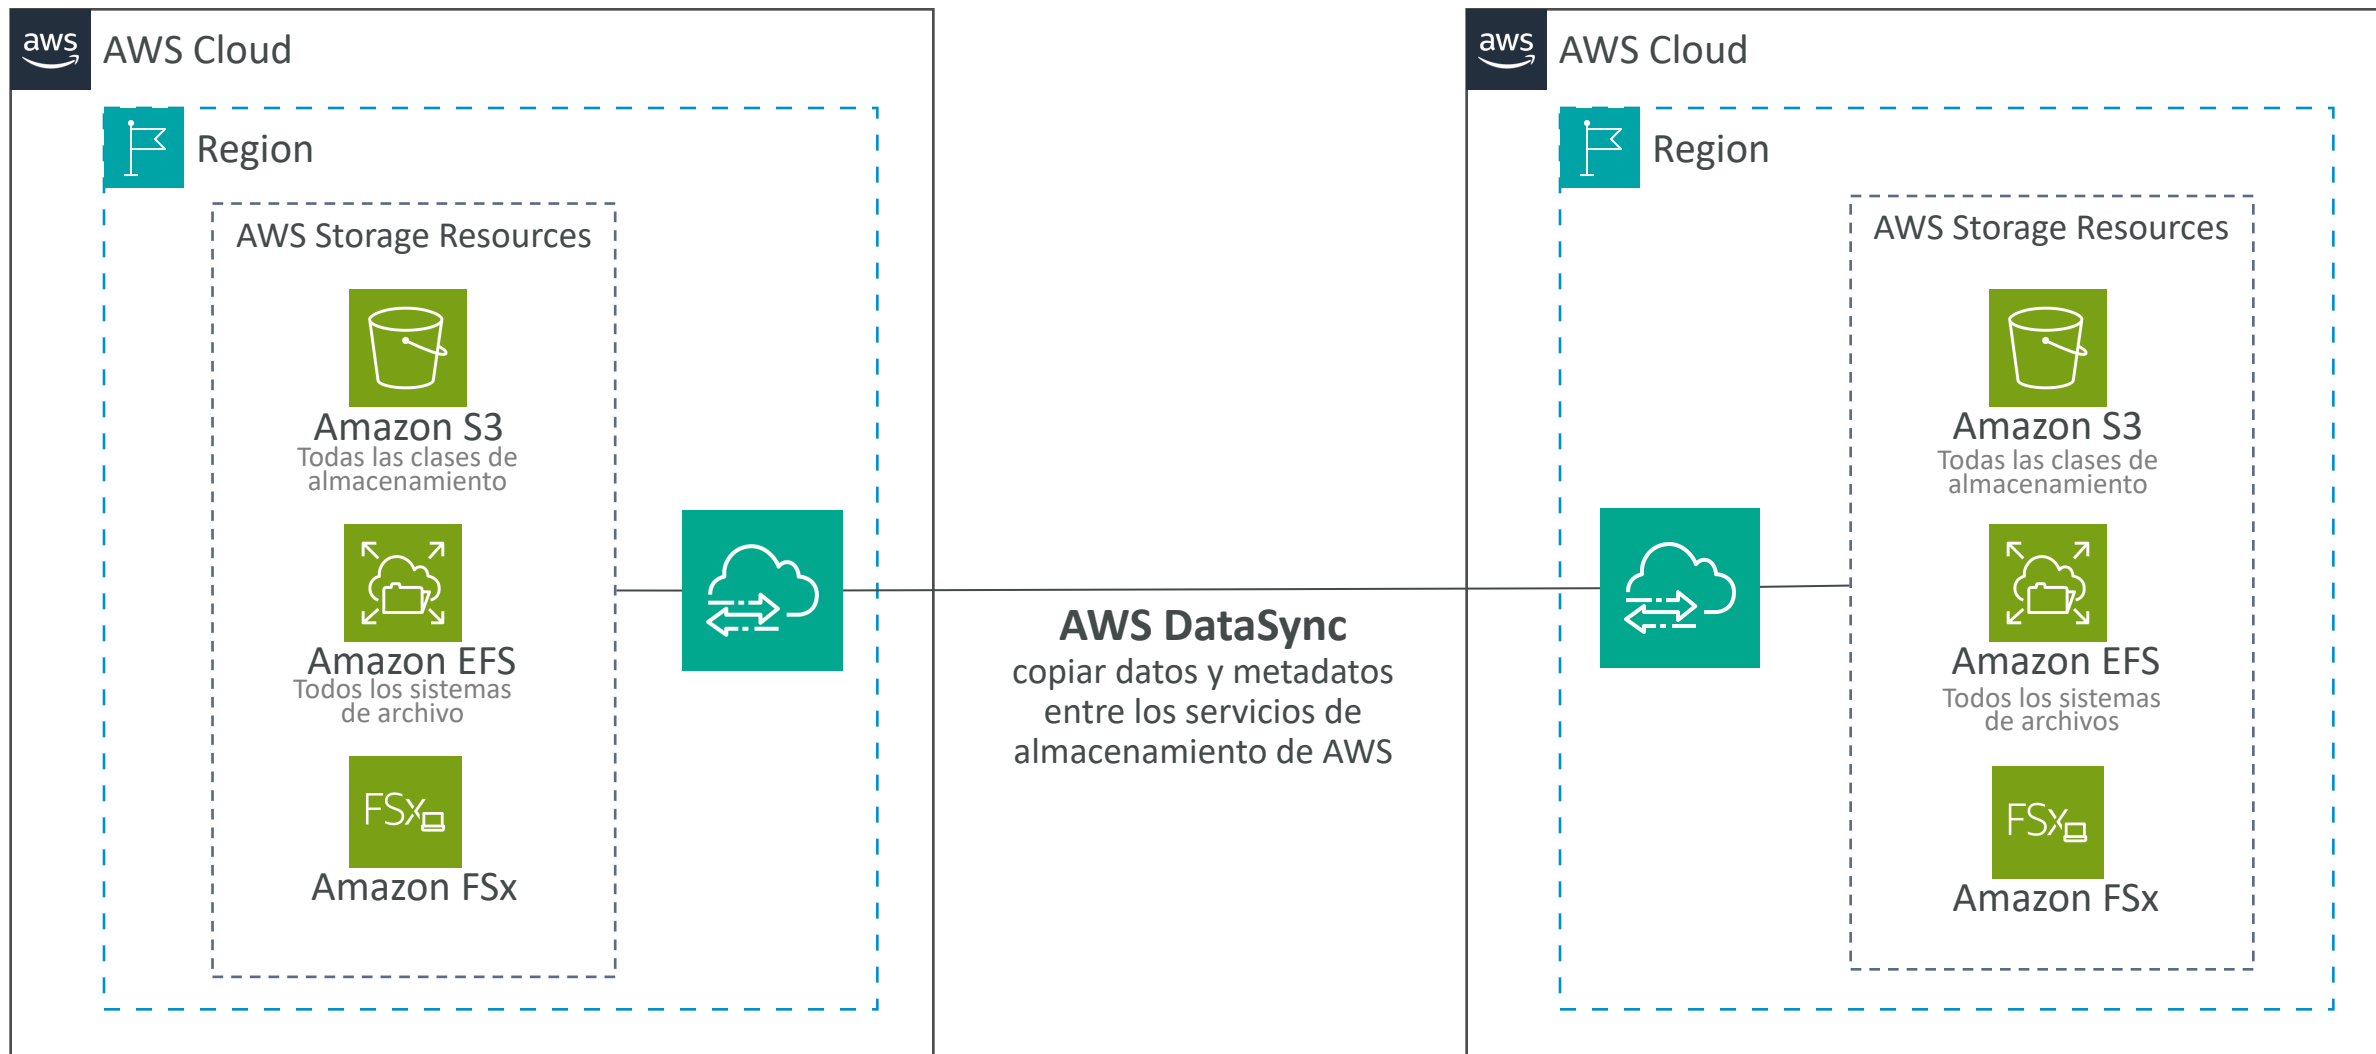 aws
AWS Cloud
Region
AWS Storage Resources
Amazon S3
Todas las clases de
almacenamiento
Amazon EFS
Todos los sistemas
de archivo
FSx
Amazon FSx
AWS DataSync
copiar datos y metadatos
entre los servicios de
almacenamiento de AWS
aws
AWS Cloud
Region
AWS Storage Resources
Amazon S3
Todas las clases de
almacenamiento
Amazon EFS
Todos los sistemas
de archivos
FSx
Amazon FSx